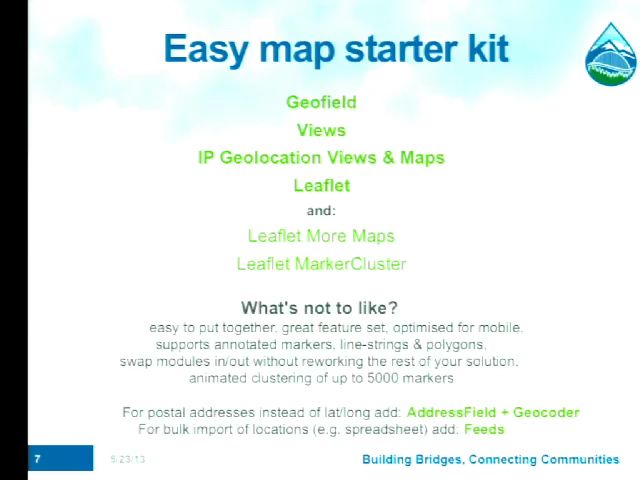 Easy map starter kit
Geofield
Views
IP Geolocation Views & Maps
Leaflet
and:
Leaflet More Maps
Leaflet MarkerCluster
What's not to like?
easy to put together, great feature set, optimised for mobile,
supports annotated markers, line-strings & polygons,
swap modules in/out without reworking the rest of your solution,
animated clustering of up to 5000 markers
For postal addresses instead of lat/long add: AddressField + Geocoder
For bulk import of locations (e.g. spreadsheet) add: Feeds
7
5/23/13
Building Bridges, Connecting Communities